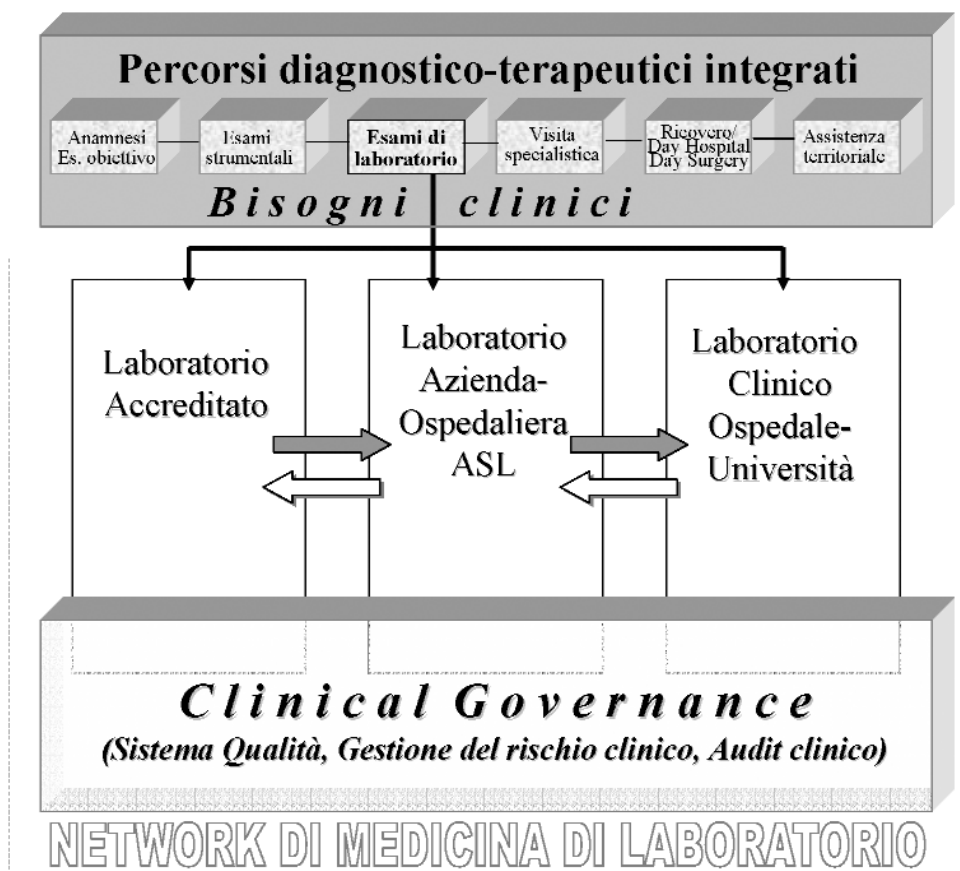 Percorsi diagnostico-terapeutici integrati
Anamnesi
Es. obiettivo
Esami
strumentali
Esami di
laboratorio
Visita
specialistica
Ricovero/
Day Hospital
Day Surgery
Assistenza
territoriale
Bisogni clinici
Laboratorio
Accreditato
Laboratorio
Azienda-
Ospedaliera
ASL
Laboratorio
Clinico
Ospedale-
Università
Clinical Governance
(Sistema Qualità, Gestione del rischio clinico, Audit clinico)
NETWORK DI MEDICINA DI LABORATORIO